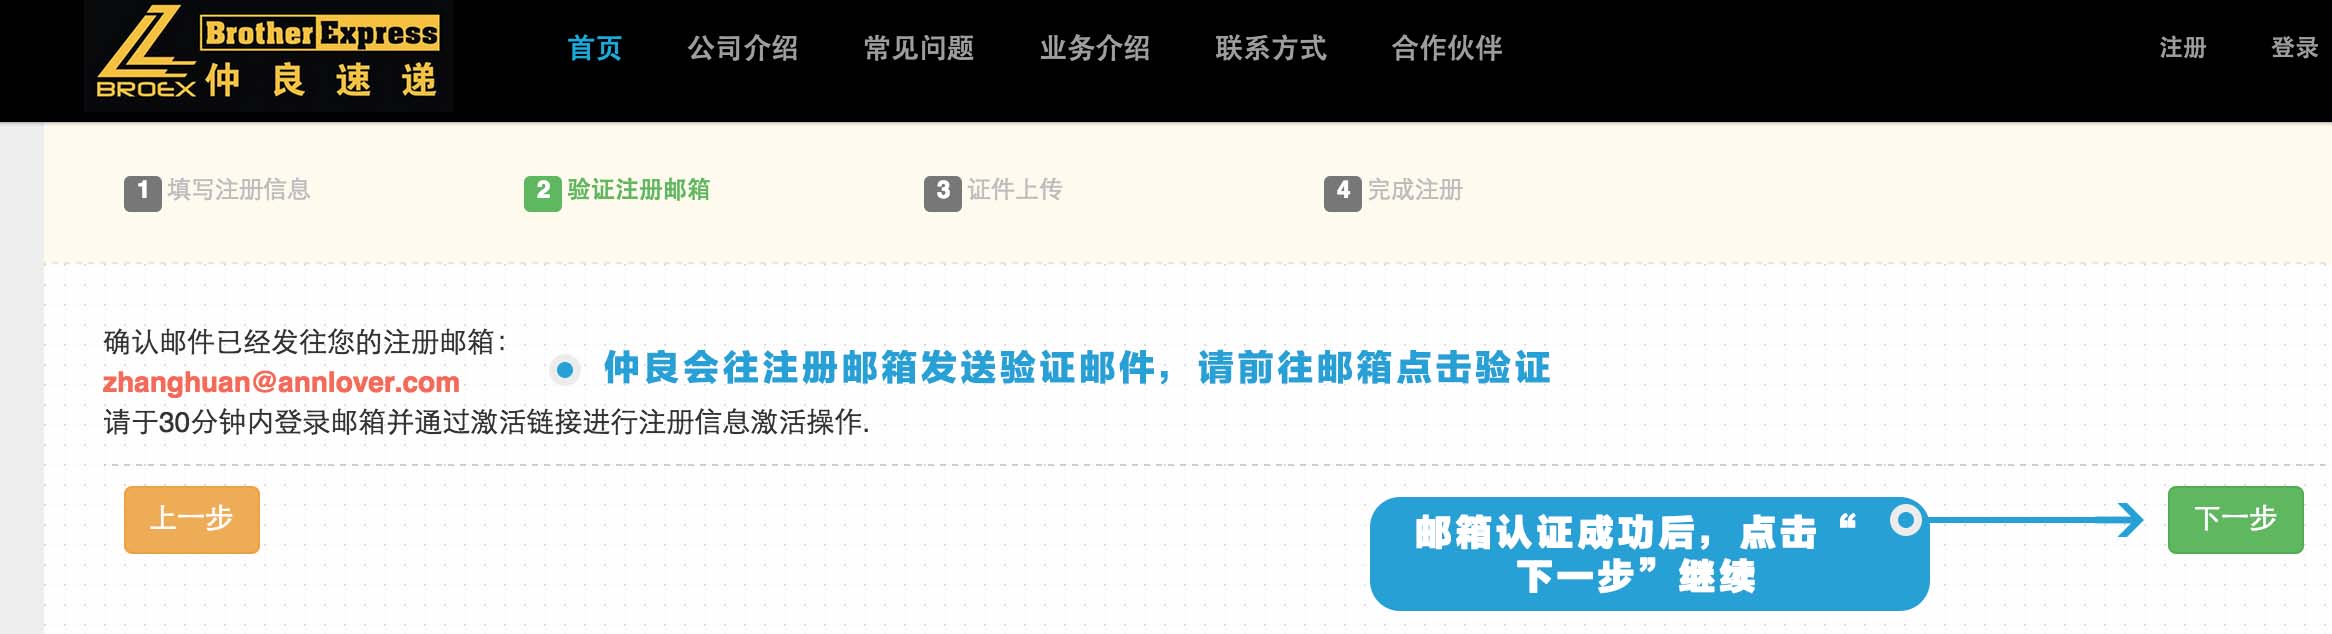 BrotherExpress
BROEX 仲良速递
首页 公司介绍 常见问题 业务介绍 联系方式 合作伙伴 注册 登录
1 填写注册信息 2 验证注册邮箱 3 证件上传 4 完成注册
确认邮件已经发往您的注册邮箱：
zhanghuan@annlover.com
仲良会往注册邮箱发送验证邮件，请前往邮箱点击验证
请于30分钟内登录邮箱并通过激活链接进行注册信息激活操作.
上一步
邮箱认证成功后，点击“
下一步”继续
下一步